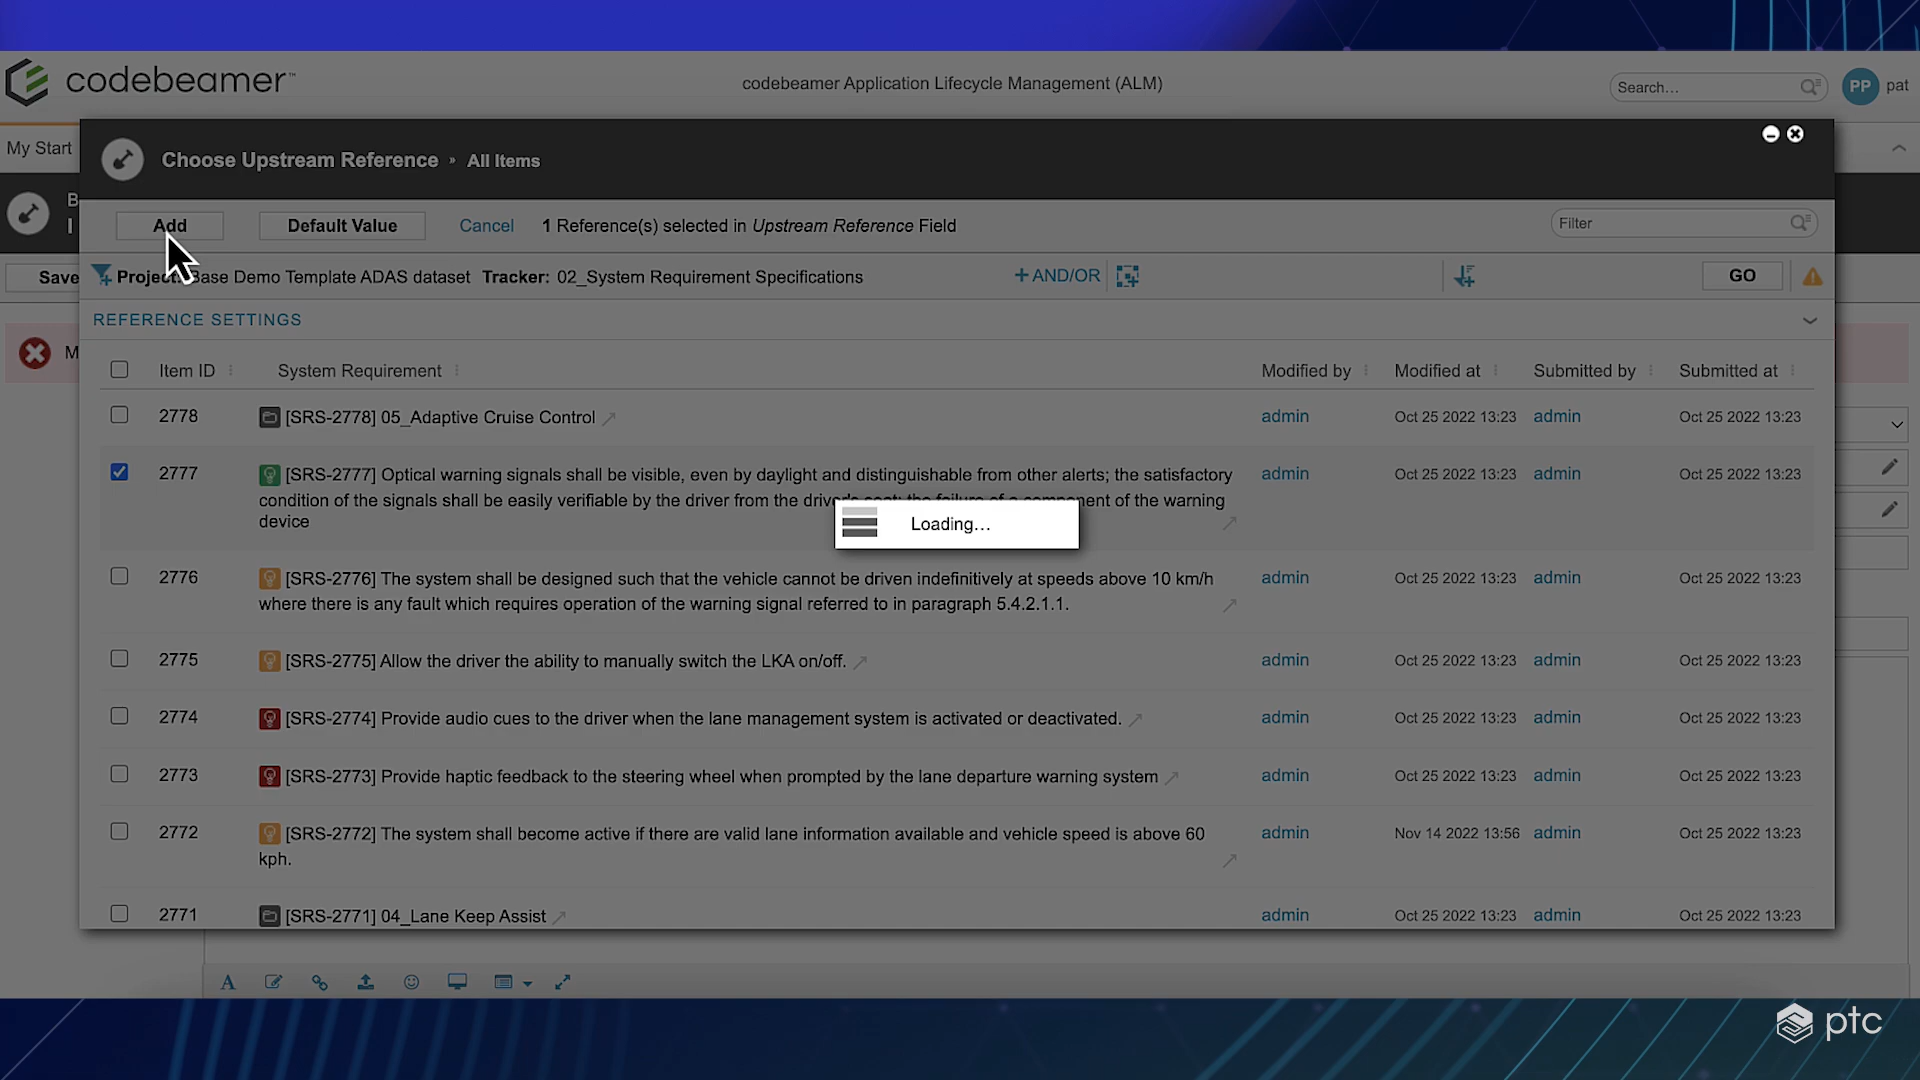 codebeamer™
codebeamer Application Lifecycle Management (ALM)
Search...
PP
pat
My Start
Choose Upstream Reference » All Items
B
Add
Default Value
Cancel
1 Reference(s) selected in Upstream Reference Field
Filter
Save
Project: Base Demo Template ADAS dataset Tracker: 02_System Requirement Specifications
+ AND/OR
GO
REFERENCE SETTINGS
M
Item ID System Requirement Modified by Modified at Submitted by Submitted at
2778 [SRS-2778] 05_Adaptive Cruise Control admin Oct 25 2022 13:23 admin Oct 25 2022 13:23
2777 [SRS-2777] Optical warning signals shall be visible, even by daylight and distinguishable from other alerts; the satisfactory admin Oct 25 2022 13:23 admin Oct 25 2022 13:23
condition of the signals shall be easily verifiable by the driver from the component of the warning
device
Loading...
2776 [SRS-2776] The system shall be designed such that the vehicle cannot be driven indefinitely at speeds above 10 km/h admin Oct 25 2022 13:23 admin Oct 25 2022 13:23
where there is any fault which requires operation of the warning signal referred to in paragraph 5.4.2.1.1.
2775 [SRS-2775] Allow the driver the ability to manually switch the LKA on/off. admin Oct 25 2022 13:23 admin Oct 25 2022 13:23
2774 [SRS-2774] Provide audio cues to the driver when the lane management system is activated or deactivated. admin Oct 25 2022 13:23 admin Oct 25 2022 13:23
2773 [SRS-2773] Provide haptic feedback to the steering wheel when prompted by the lane departure warning system admin Oct 25 2022 13:23 admin Oct 25 2022 13:23
2772 [SRS-2772] The system shall become active if there are valid lane information available and vehicle speed is above 60 admin Nov 14 2022 13:56 admin Oct 25 2022 13:23
kph.
2771 [SRS-2771] 04_Lane Keep Assist admin Oct 25 2022 13:23 admin Oct 25 2022 13:23
ptc